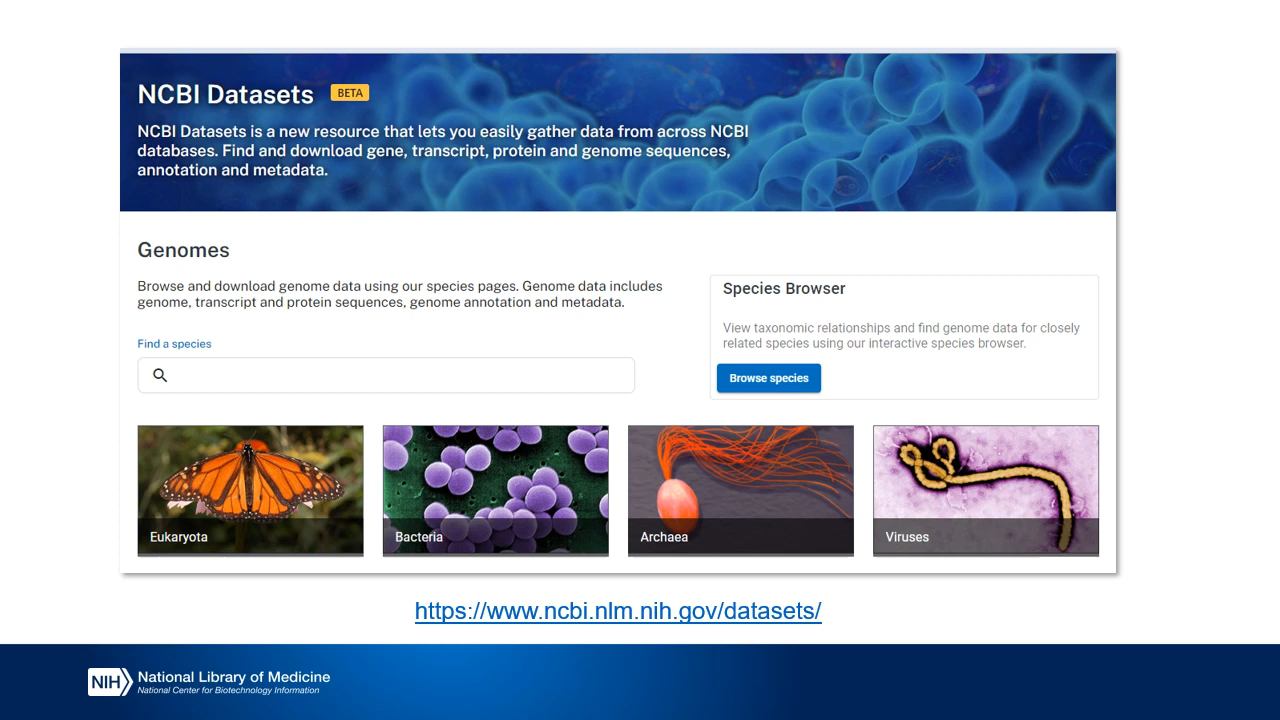 NCBI Datasets BETA
NCBI Datasets is a new resource that lets you easily gather data from across NCBI
databases. Find and download gene, transcript, protein and genome sequences,
annotation and metadata.
Genomes
Browse and download genome data using our species pages. Genome data includes
genome, transcript and protein sequences, genome annotation and metadata.
Find a species
Species Browser
View taxonomic relationships and find genome data for closely
related species using our interactive species browser.
Browse species
Eukaryota
Bacteria
Archaea
Viruses
https://www.ncbi.nlm.nih.gov/datasets/
NIH National Library of Medicine
National Center for Biotechnology Information